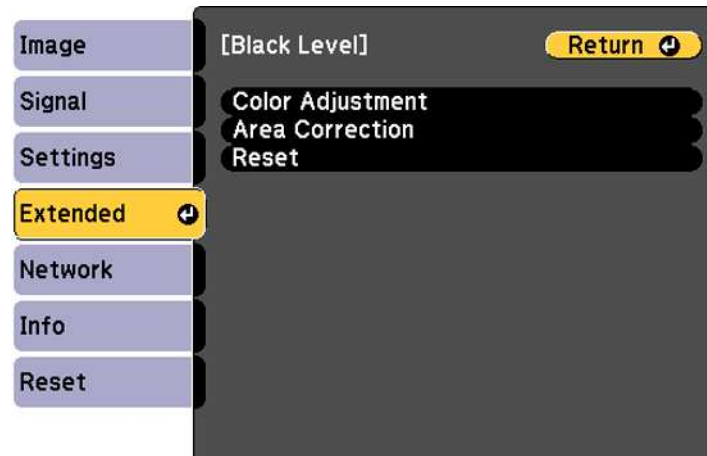 Image
Signal
Settings
Extended
Network
Info
Reset
[Black Level]
Return
Color Adjustment
Area Correction
Reset